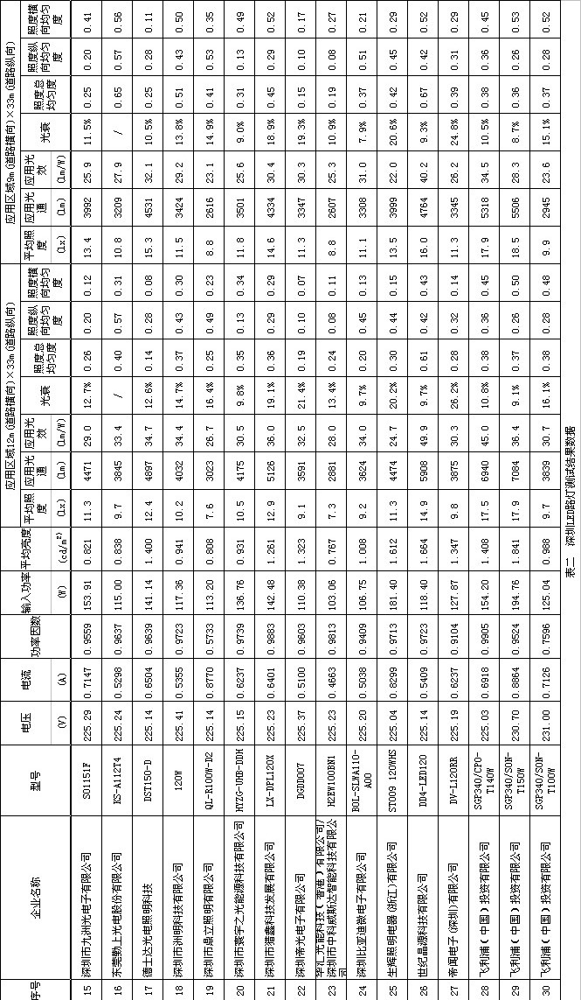 应用区域12m(道路横向)×33m(道路纵向) 应用区域9m(道路横向)×33m(道路纵向)
序号 企业名称 型号 电压 电流 功率因数 输入功率 平均亮度 平均照度 应用光通 应用光效 光衰 照度总均匀度 照度纵向均匀度 照度横向均匀度 平均照度 应用光通 应用光效 光衰 照度总均匀度 照度纵向均匀度 照度横向均匀度
(V) (A) (W) (cd/m²) (lx) (lm) (lm/W) (lx) (lm) (lm/W)
15 深圳市九洲光电子有限公司 S01151F 225.29 0.7147 0.9559 153.91 0.821 11.3 4471 29.0 12.7% 0.26 0.20 0.12 13.4 3992 25.9 11.5% 0.25 0.20 0.41
16 东莞勤上光电股份有限公司 KS-A112T4 225.24 0.5298 0.9637 115.00 0.838 9.7 3845 33.4 / 0.40 0.57 0.31 10.8 3209 27.9 / 0.65 0.57 0.56
17 德士达光电照明科技 DST150-D 225.14 0.6504 0.9639 141.14 1.400 12.4 4897 34.7 12.6% 0.14 0.28 0.08 15.3 4531 32.1 10.5% 0.25 0.28 0.11
18 深圳市洲明科技有限公司 120W 225.41 0.5355 0.9723 117.36 0.941 10.2 4032 34.4 14.7% 0.37 0.43 0.30 11.5 3424 29.2 13.8% 0.51 0.43 0.50
19 深圳市鼎立照明有限公司 QL-R100W-D2 225.14 0.8770 0.5733 113.20 0.808 7.6 3023 26.7 16.4% 0.25 0.49 0.23 8.8 2616 23.1 14.9% 0.41 0.53 0.35
20 深圳市寰宇之光能源科技有限公司 HYZG-UHB-DDH 225.15 0.6237 0.9739 136.76 0.931 10.5 4175 30.5 9.8% 0.35 0.13 0.34 11.8 3501 25.6 9.0% 0.31 0.13 0.49
21 深圳市猎鑫科技发展有限公司 LX-DPL120X 225.23 0.6401 0.9883 142.48 1.261 12.9 5126 36.0 19.1% 0.36 0.29 0.29 14.6 4334 30.4 18.9% 0.45 0.29 0.52
22 深圳帝光电子有限公司 DGDD007 225.37 0.5100 0.9603 110.38 1.323 9.1 3591 32.5 21.4% 0.19 0.10 0.07 11.3 3347 30.3 19.3% 0.15 0.10 0.17
23 光能科技（香港）有限公司/深圳市中科威斯达智能科技有限公司 H2EW100BN1 225.23 0.4663 0.9813 103.06 0.767 7.3 2881 28.0 13.4% 0.24 0.08 0.11 8.8 2607 25.3 10.9% 0.19 0.08 0.27
24 深圳比亚迪微电子有限公司 BOL-SLWA110-A00 225.20 0.5038 0.9409 106.75 1.008 9.2 3624 34.0 9.7% 0.20 0.45 0.13 11.1 3308 31.0 7.9% 0.37 0.51 0.21
25 生辉照明电器(浙江)有限公司 ST009 120WHS 225.04 0.8299 0.9713 181.40 1.612 11.3 4474 24.7 20.2% 0.30 0.44 0.15 13.5 3999 22.0 20.6% 0.42 0.45 0.29
26 世纪晶源科技有限公司 DD4-LED120 225.14 0.5409 0.9723 118.40 1.664 14.9 5908 49.9 9.7% 0.61 0.42 0.43 16.0 4764 40.2 9.3% 0.67 0.42 0.52
27 帝闻电子(深圳)有限公司 DV-L120RR 225.19 0.6237 0.9104 127.87 1.347 9.8 3875 30.3 26.2% 0.28 0.32 0.14 11.3 3345 26.2 24.8% 0.39 0.31 0.29
28 飞利浦（中国）投资有限公司 SGP340/CPO-T140W 225.03 0.6918 0.9905 154.20 1.408 17.5 6940 45.0 10.8% 0.38 0.36 0.45 17.9 5318 34.5 10.5% 0.38 0.36 0.45
29 飞利浦（中国）投资有限公司 SGP340/SON-T150W 230.70 0.8864 0.9524 194.76 1.841 17.9 7084 36.4 9.1% 0.37 0.26 0.50 18.5 5506 28.3 8.7% 0.36 0.26 0.53
30 飞利浦（中国）投资有限公司 SGP340/SON-T100W 231.00 0.7126 0.7596 125.04 0.988 9.7 3839 30.7 16.1% 0.38 0.28 0.48 9.9 2945 23.6 15.1% 0.37 0.28 0.52
表二 深圳LED路灯测试结果数据